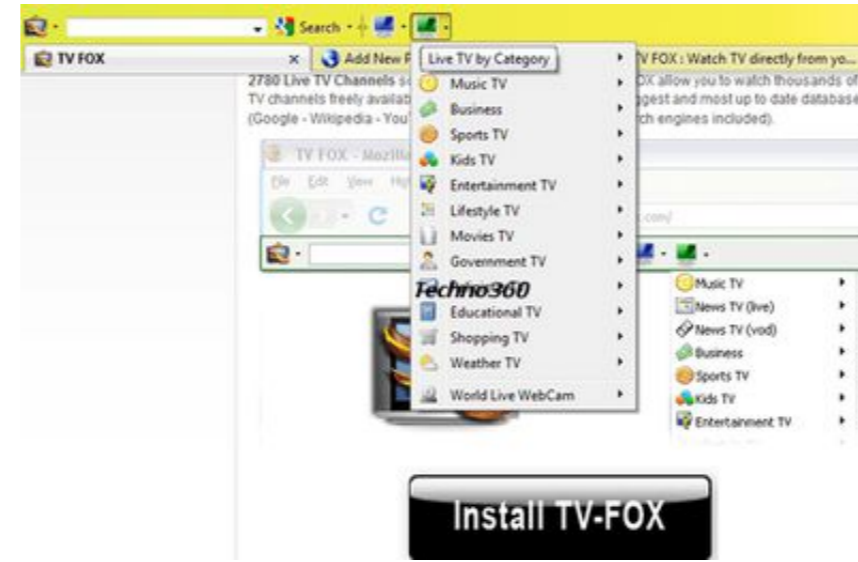 Search
TV FOX
Add New P
Live TV by Category
TV FOX : Watch TV directly from yo...
2780 Live TV Channels
OX allow you to watch thousands of
TV channels freely availab
ggest and most up to date database
(Google - Wikipedia - You
rch engines included).
Music TV
Business
Sports TV
Kids TV
Entertainment TV
Lifestyle TV
Movies TV
Government TV
Techno360
Educational TV
Shopping TV
Weather TV
World Live WebCam
TV FOX - Mozilla
File Edit View
.com/
Music TV
News TV (live)
News TV (vod)
Business
Sports TV
Kids TV
Entertainment TV
Install TV-FOX